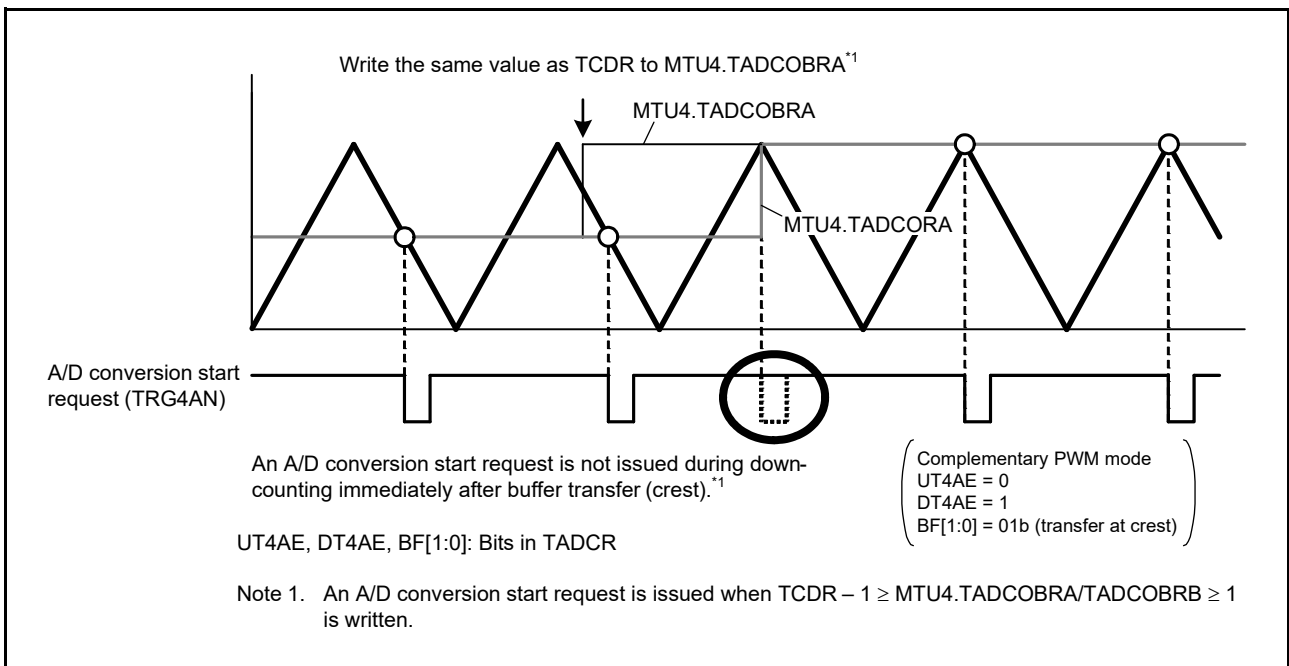 Write the same value as TCDR to MTU4.TADCOBRA*1
MTU4.TADCOBRA
MTU4.TADCORA
A/D conversion start
request (TRG4AN)
An A/D conversion start request is not issued during down-
counting immediately after buffer transfer (crest).*1
Complementary PWM mode
UT4AE = 0
DT4AE = 1
BF[1:0] = 01b (transfer at crest)
UT4AE, DT4AE, BF[1:0]: Bits in TADCR
Note 1. An A/D conversion start request is issued when TCDR – 1 ≥ MTU4.TADCOBRA/TADCOBRB ≥ 1
is written.